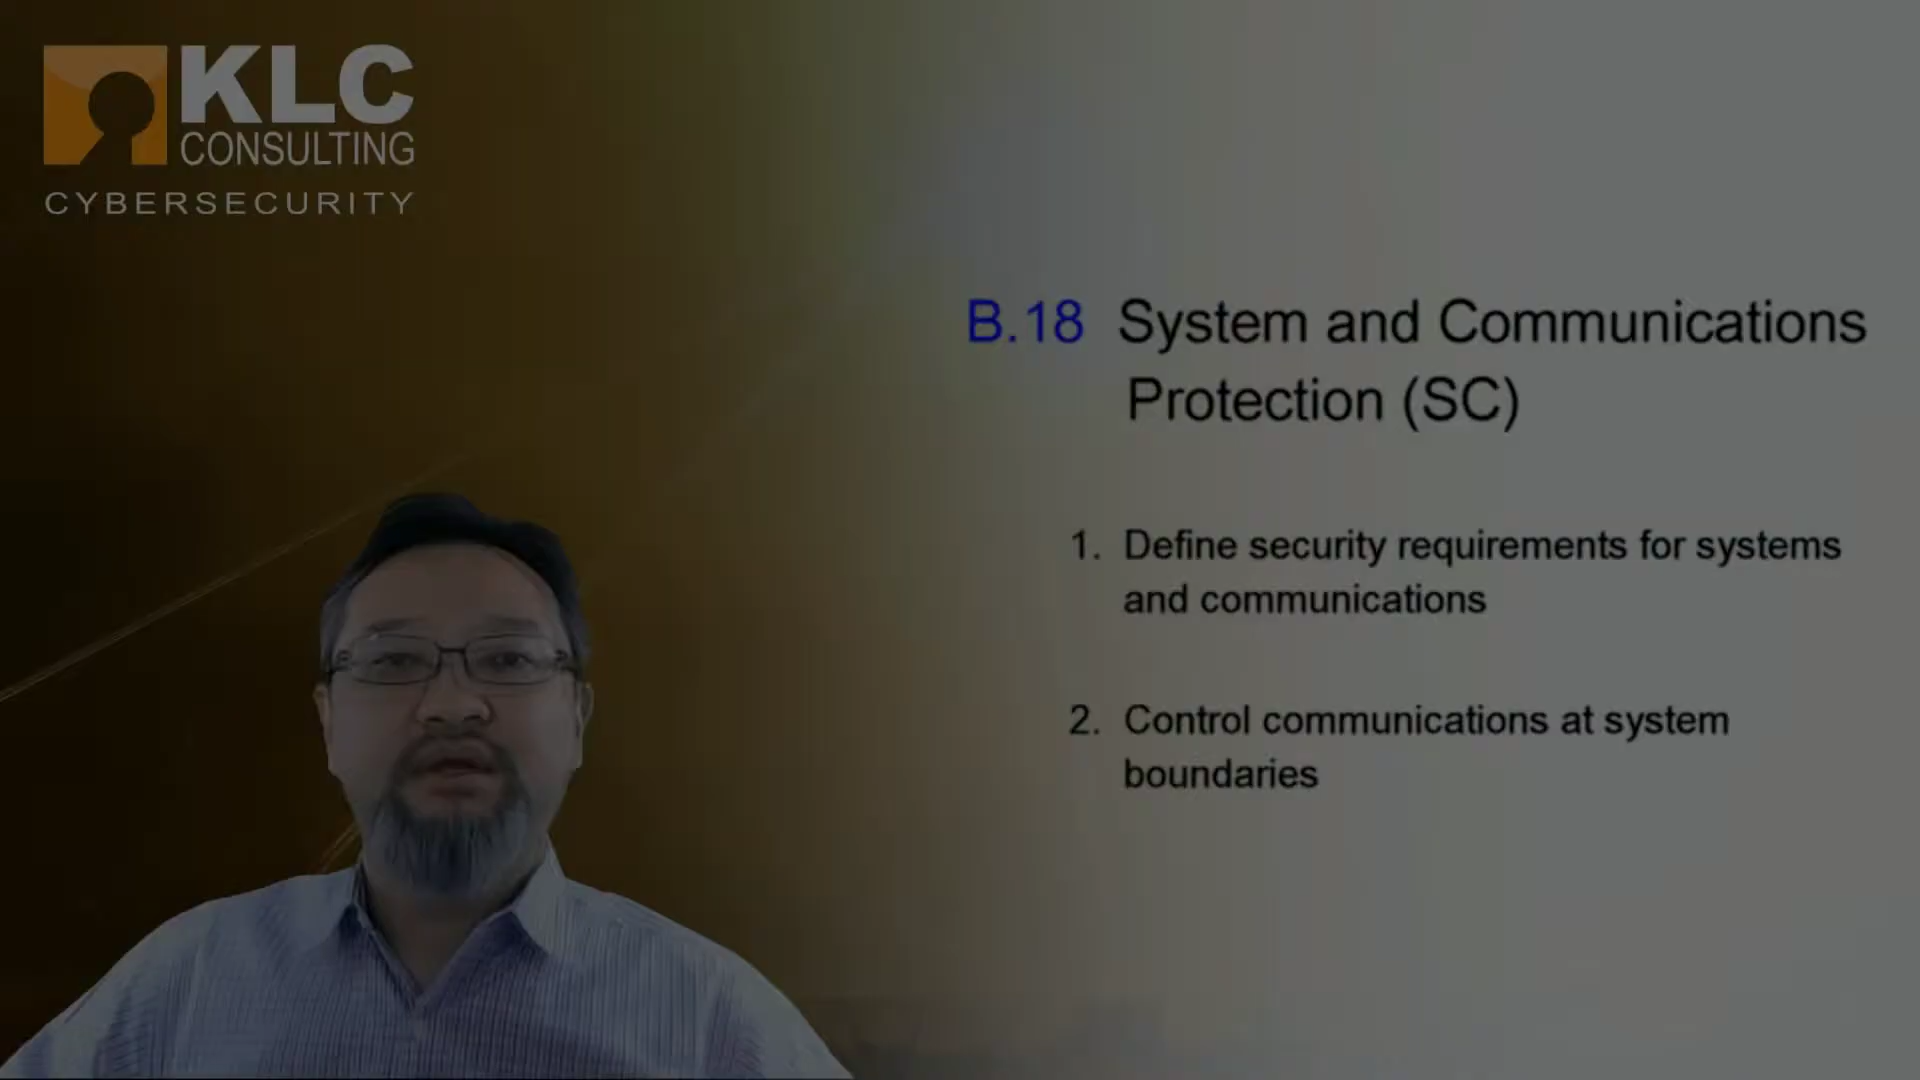 KLC
CONSULTING
CYBERSECURITY
B.18 System and Communications
Protection (SC)
1. Define security requirements for systems
and communications
2. Control communications at system
boundaries